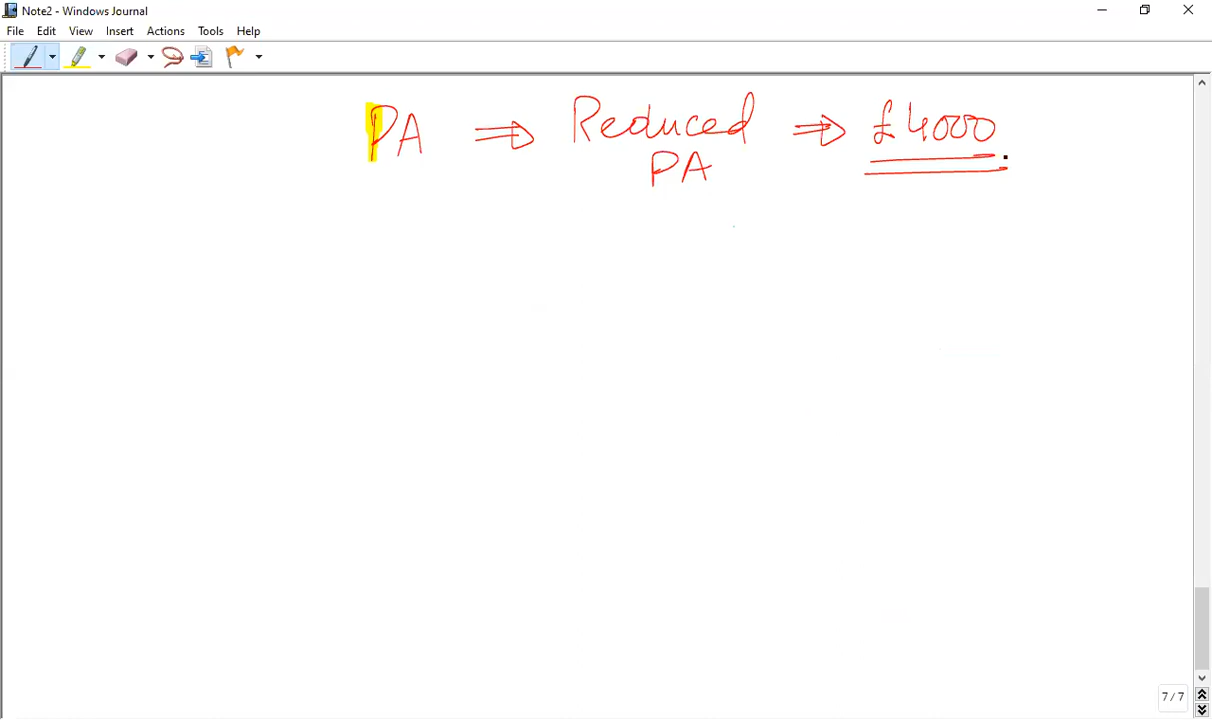 Note2 - Windows Journal
File Edit View Insert Actions Tools Help
PA ⇒ Reduced ⇒ £4000
PA
7 / 7